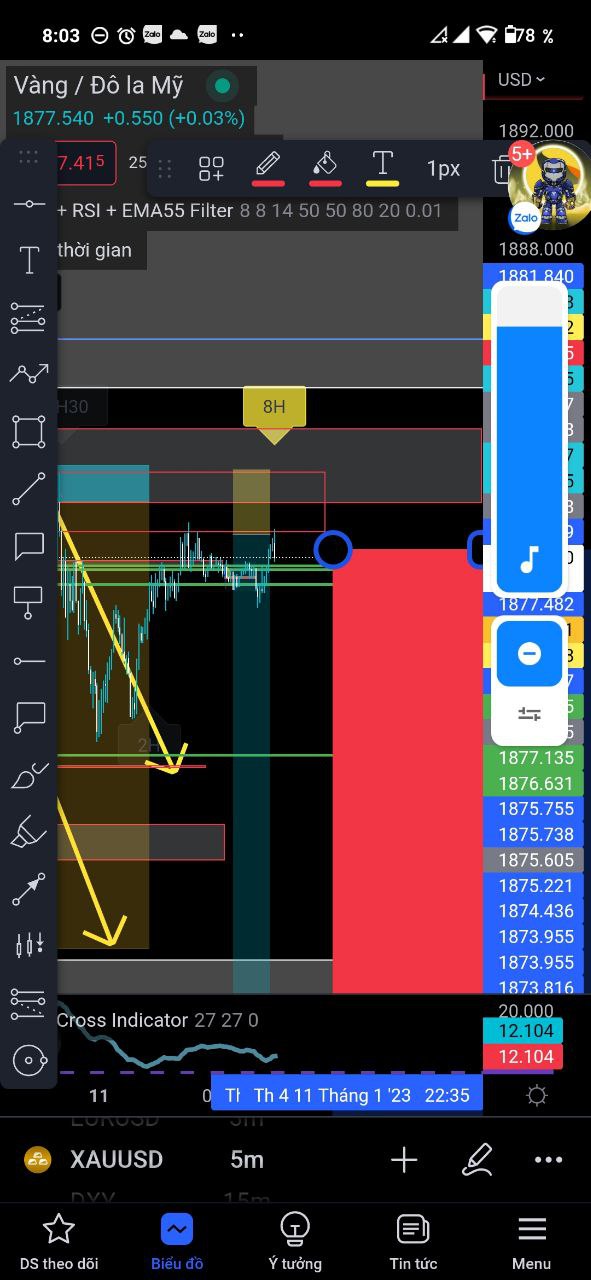 8:03 Zalo Zalo 78 %
Vàng / Đô la Mỹ
USD
1877.540 +0.550 (+0.03%)
1892.000
7.415 25
T 1px
5+
Zalo
+ RSI + EMA55 Filter 8 8 14 50 50 80 20 0.01
thời gian
1888.000
1881.840
H30
8H
1877.482
2H
1877.135
1876.631
1875.755
1875.738
1875.605
1875.221
1874.436
1873.955
1873.955
1873.816
Cross Indicator 27 27 0
20.000
12.104
12.104
11
0
Th 4 11 Tháng 1 '23 22:35
EURUSD 3m
XAUUSD 5m
DXY 15m
DS theo dõi
Biểu đồ
Ý tưởng
Tin tức
Menu